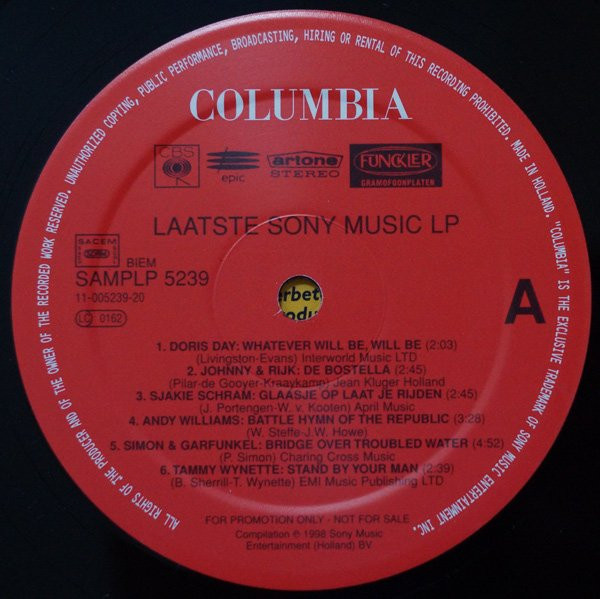 ALL RIGHTS OF THE PRODUCER AND OF THE OWNER OF THE RECORDED WORK RESERVED. UNAUTHORIZED COPYING, PUBLIC PERFORMANCE, BROADCASTING, HIRING OR RENTAL OF THIS RECORDING PROHIBITED. MADE IN HOLLAND. "COLUMBIA" IS THE EXCLUSIVE TRADEMARK OF SONY MUSIC ENTERTAINMENT INC.
COLUMBIA
CBS epic artone STEREO FUNCKLER GRAMOFOONPLATEN
LAATSTE SONY MUSIC LP
SACEM
BIEM
SAMPLP 5239
11-005239-20
LC 0162
A
erbete
oduc
1. DORIS DAY: WHATEVER WILL BE, WILL BE (2:03)
(Livingston-Evans) Interworld Music LTD
2. JOHNNY & RIJK: DE BOSTELLA (2:45)
(Pilar-de Gooyer-Kraaykamp) Jean Kluger Holland
3. SJAKIE SCHRAM: GLAASJE OP LAAT JE RIJDEN (2:45)
(J. Portengen-W. v. Kooten) April Music
4. ANDY WILLIAMS: BATTLE HYMN OF THE REPUBLIC (3:28)
(W. Steffe-J.W. Howe)
5. SIMON & GARFUNKEL: BRIDGE OVER TROUBLED WATER (4:52)
(P. Simon) Charing Cross Music
6. TAMMY WYNETTE: STAND BY YOUR MAN (2:39)
(B. Sherrill-T. Wynette) EMI Music Publishing LTD
FOR PROMOTION ONLY - NOT FOR SALE
Compilation ℗ 1998 Sony Music
Entertainment (Holland) BV